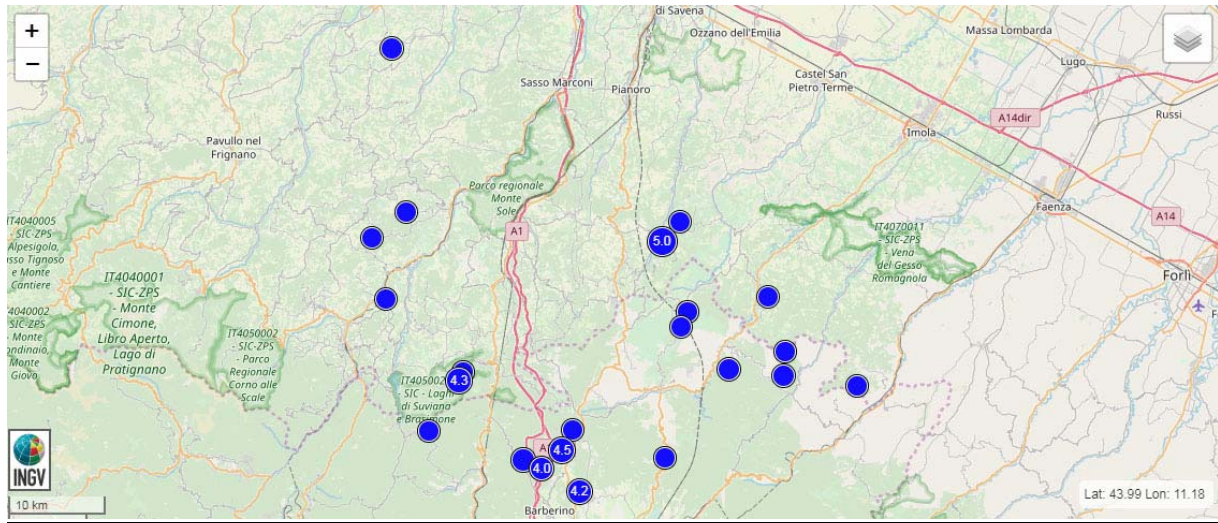 +
−
di Savena
Ozzano dell'Emilia
Massa Lombarda
Lugo
Sasso Marconi
Pianoro
Castel San
Pietro Terme
A14dir
Russi
Imola
Pavullo nel
Frignano
Parco regionale
Monte
Sole
Faenza
IT4040005
- SIC-ZPS
Alpesigola,
asso Tignoso
e Monte
Cantiere
A1
5.0
IT4070011
- SIC-ZPS
- Vena
del Gesso
Romagnola
A14
Forlì
IT4040001
- SIC-ZPS
- Monte
Cimone,
Libro Aperto,
Lago di
Pratignano
SIC-ZPS
- Monte
Monte
Giovo
IT4050002
- SIC-ZPS
- Parco
Regionale
Corno alle
Scale
4.3
SIC - Laghi
di Suviana
e Brasimone
4.5
4.0
4.2
Barberino
INGV
10 km
Lat: 43.99 Lon: 11.18